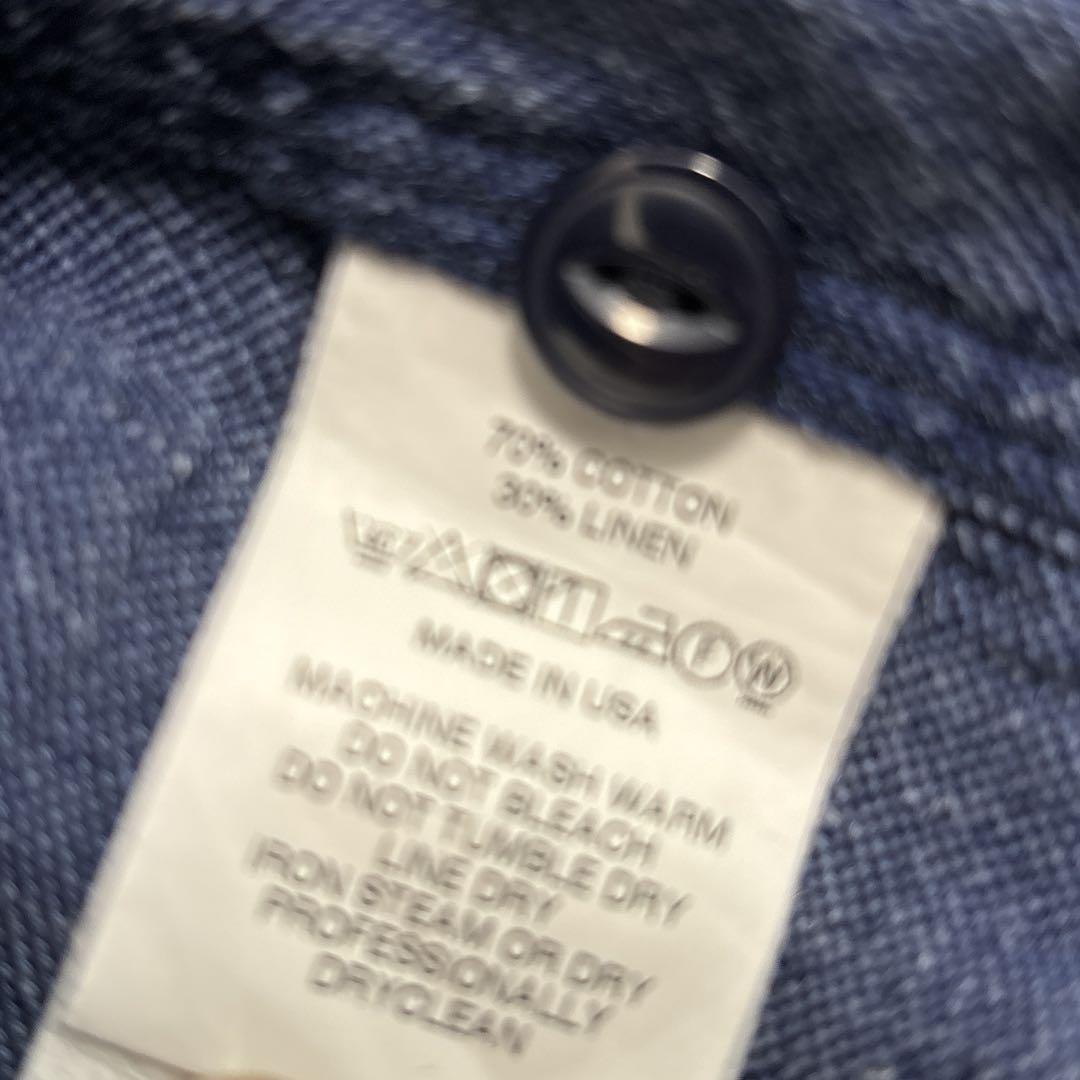 70% COTTON
30% LINEN
F W
MADE IN USA
MACHINE WASH WARM
DO NOT BLEACH
DO NOT TUMBLE DRY
LINE DRY
IRON STEAM OR DRY
PROFESSIONALLY
DRYCLEAN